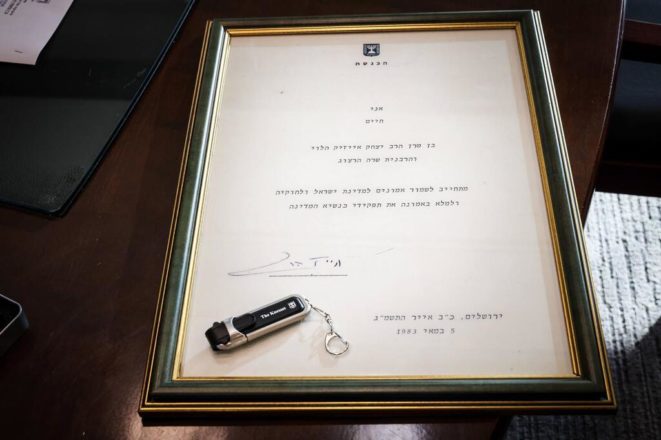 הכנסת
אני
חיים
בן מרן הרב יצחק אייזיק הלוי
והרבנית שרה הרצוג
מתחייב לשמור אמונים למדינת ישראל ולחוקיה
ולמלא באמונה את תפקידי כנשיא המדינה
ירושלים, כ"ב אייר התשמ"ג
5 במאי 1983
The Knesset